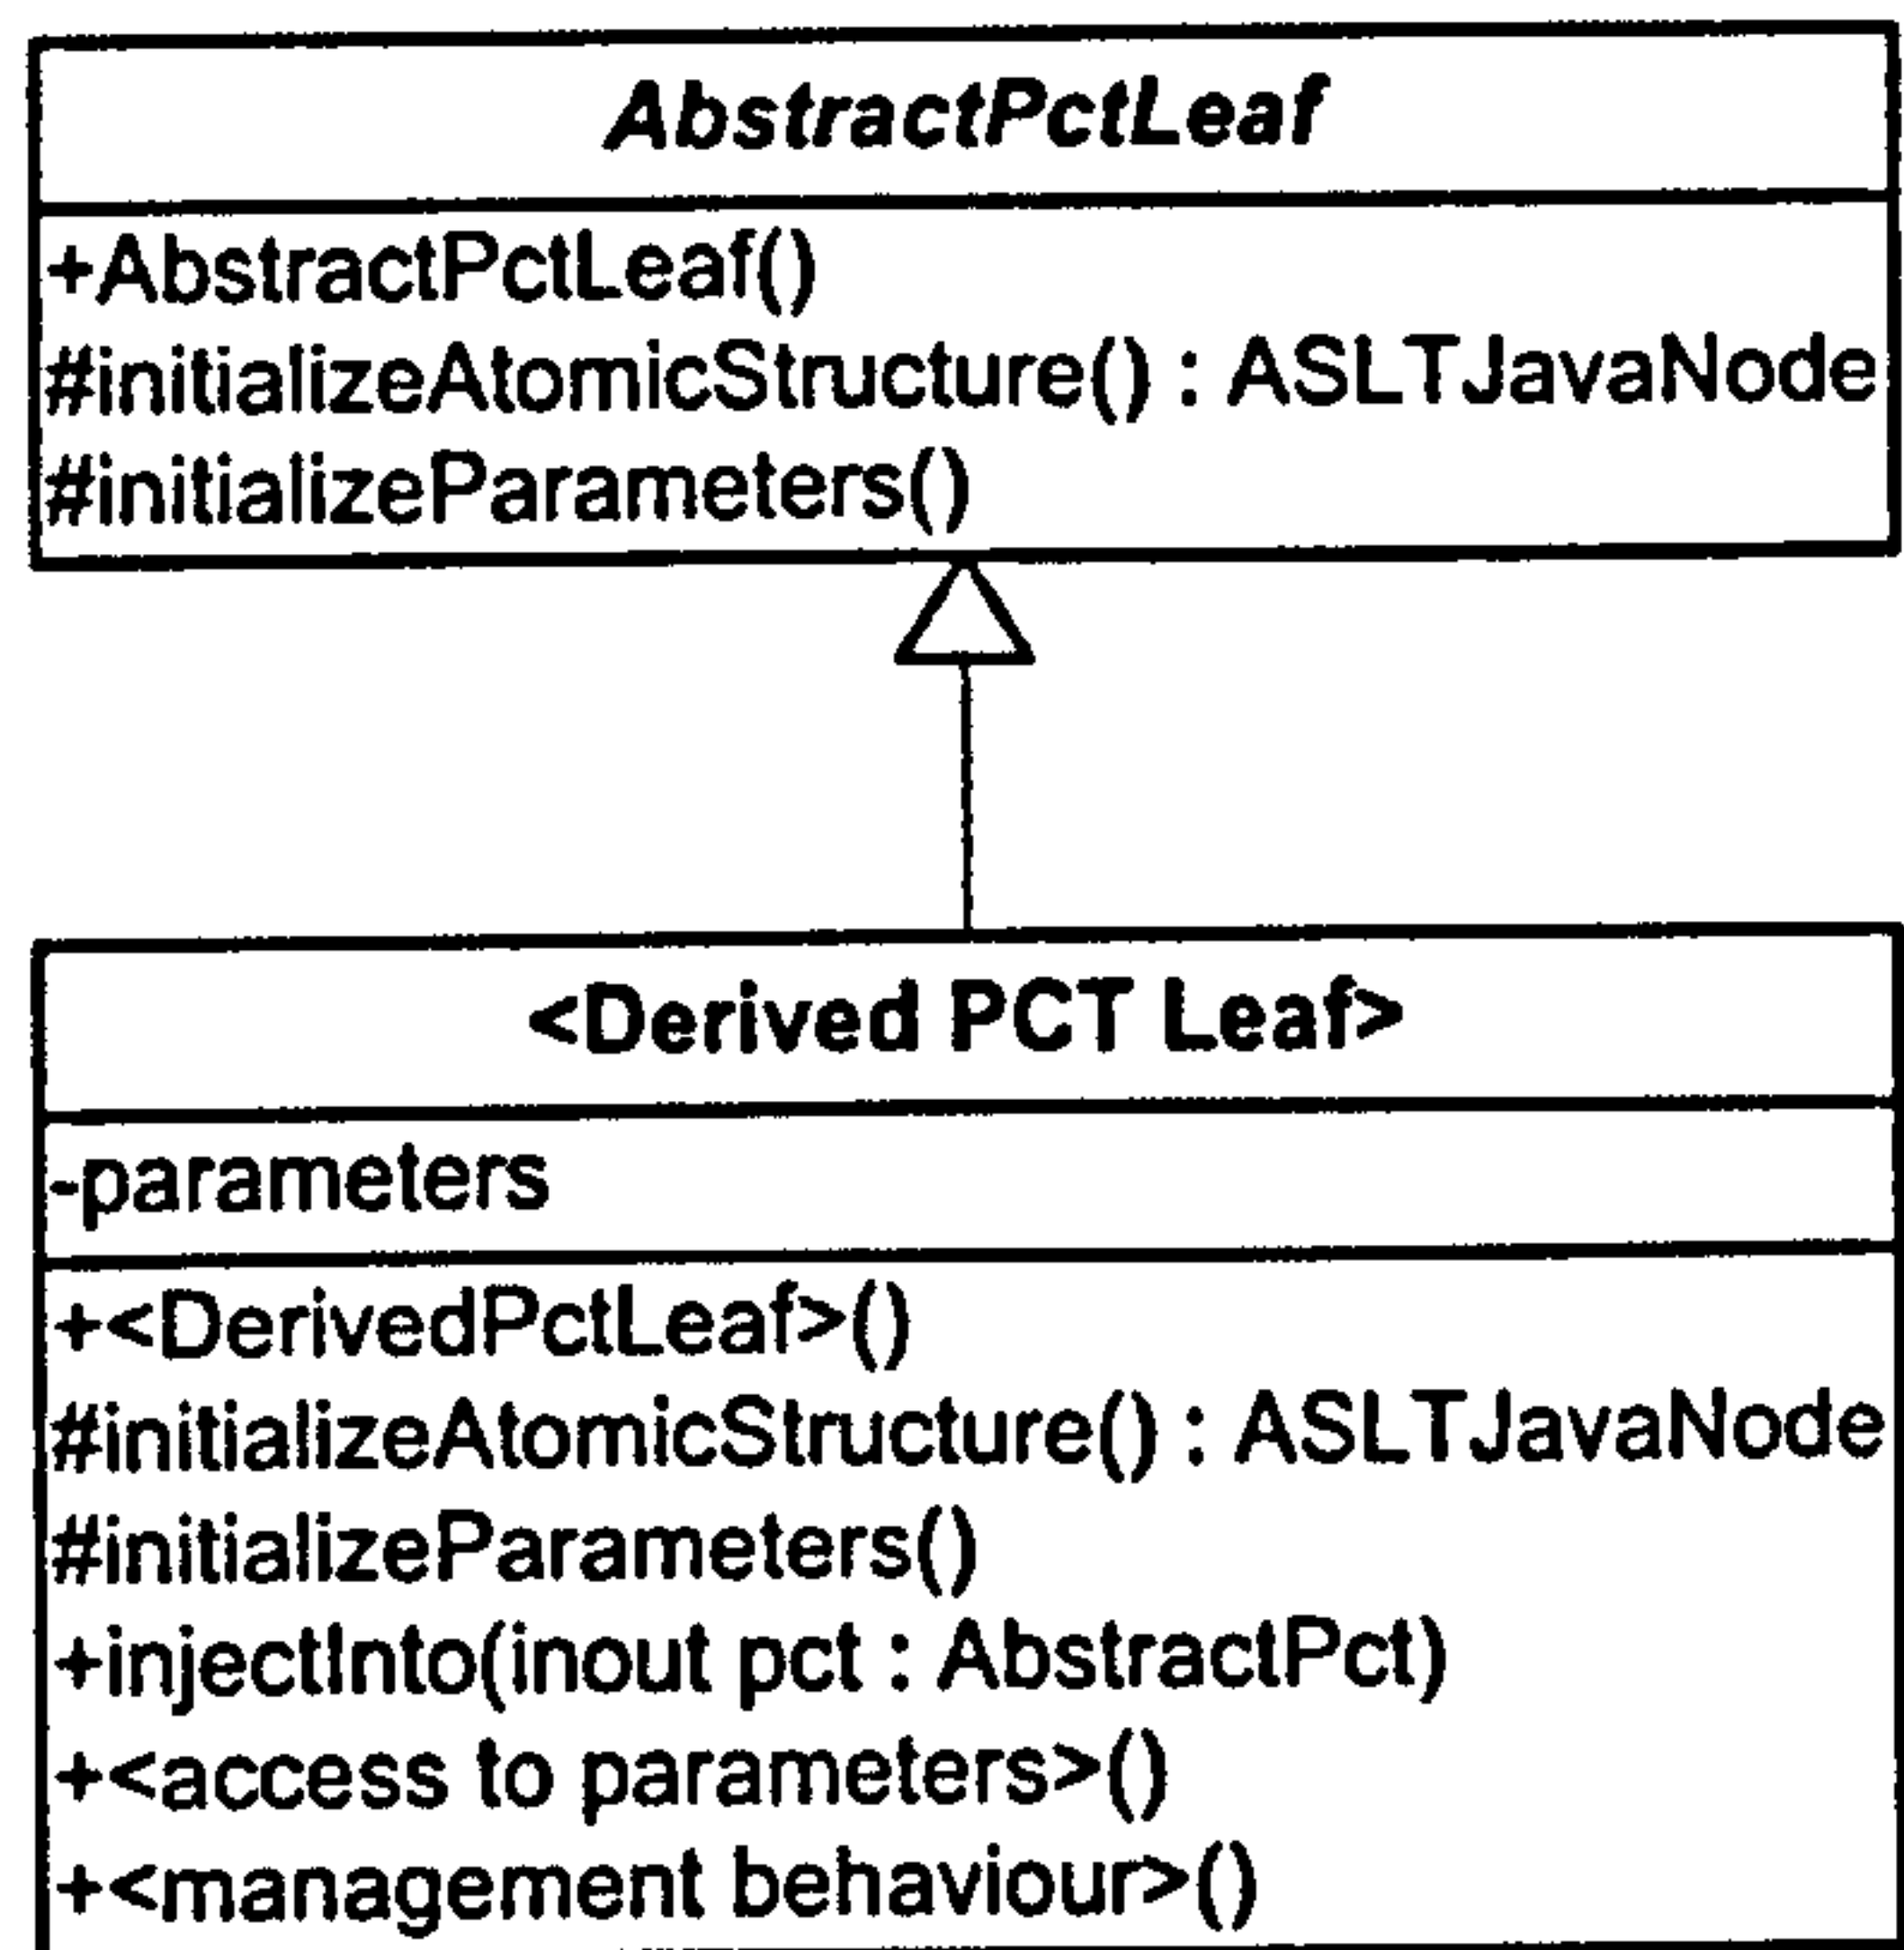 AbstractPctLeaf
+AbstractPctLeaf()
#initializeAtomicStructure() : ASLTJavaNode
#initializeParameters()
<Derived PCT Leaf>
-parameters
+<DerivedPctLeaf>()
#initializeAtomicStructure() : ASLTJavaNode
#initializeParameters()
+injectInto(inout pct : AbstractPct)
+<access to parameters>()
+<management behaviour>()